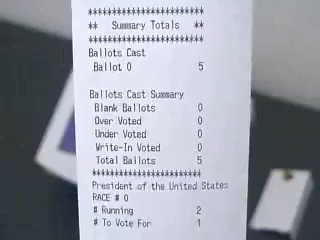 ************************
** Summary Totals **
************************
Ballots Cast
Ballot 0 5
Ballots Cast Summary
Blank Ballots 0
Over Voted 0
Under Voted 0
Write-In Voted 0
Total Ballots 5
************************
President of the United States
RACE # 0
# Running 2
# To Vote For 1